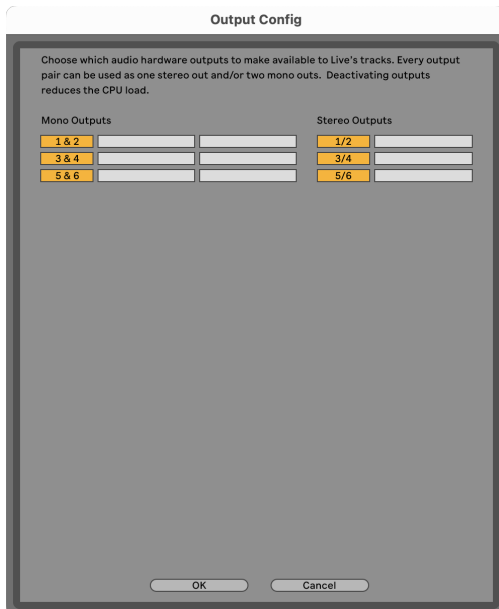 Output Config
Choose which audio hardware outputs to make available to Live's tracks. Every output
pair can be used as one stereo out and/or two mono outs.  Deactivating outputs
reduces the CPU load.
Mono Outputs Stereo Outputs
1 & 2 1/2
3 & 4 3/4
5 & 6 5/6
OK Cancel